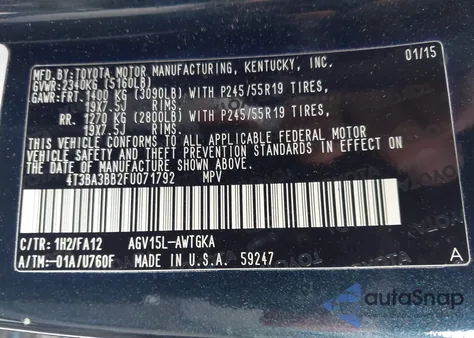 MFD.BY:TOYOTA MOTOR MANUFACTURING, KENTUCKY, INC. 01/15
GVWR: 2340KG (5160LB)
GAWR:FRT. 1400 KG (3090LB) WITH P245/55R19 TIRES,
19X7.5J RIMS.
RR. 1270 KG (2800LB) WITH P245/55R19 TIRES,
19X7.5J RIMS.
THIS VEHICLE CONFORMS TO ALL APPLICABLE FEDERAL MOTOR
VEHICLE SAFETY AND THEFT PREVENTION STANDARDS IN EFFECT ON
THE DATE OF MANUFACTURE SHOWN ABOVE.
4T3BA3BB2FU071792 MPV
C/TR: 1H2/FA12 AGV15L-AWTGKA
A/TM:-01A/U760F MADE IN U.S.A. 59247 A
TOYOTA
autoSnap